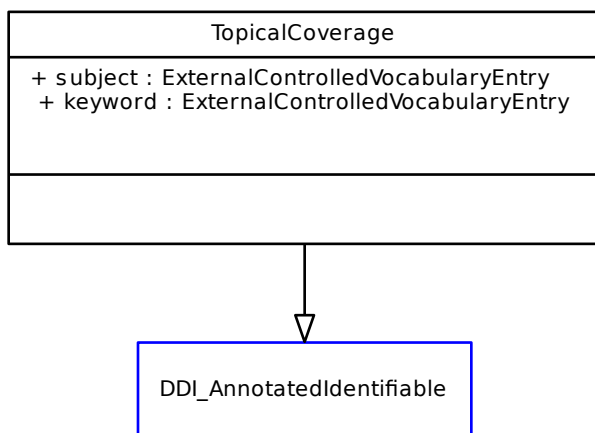 TopicalCoverage
+ subject : ExternalControlledVocabularyEntry
+ keyword : ExternalControlledVocabularyEntry
DDI_AnnotatedIdentifiable